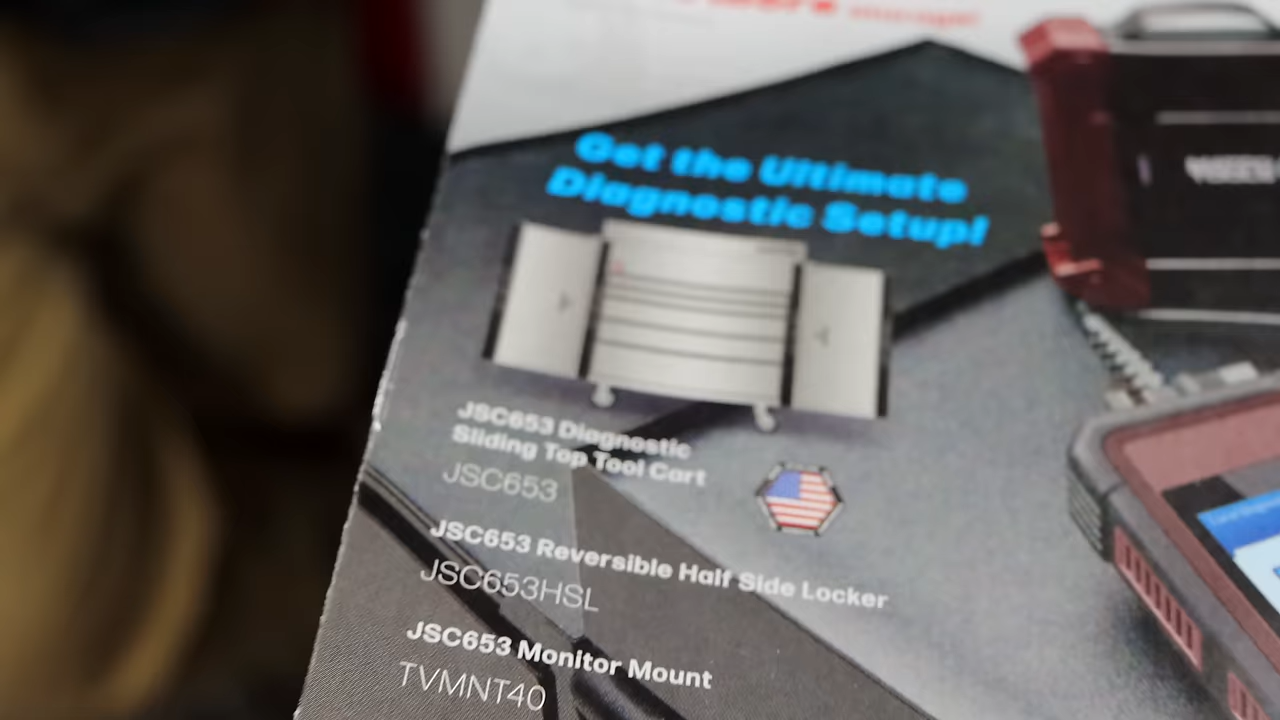 Get the Ultimate
Diagnostic Setup!
JSC653 Diagnostic
Sliding Top Tool Cart
JSC653
JSC653 Reversible Half Side Locker
JSC653HSL
JSC653 Monitor Mount
TVMNT40